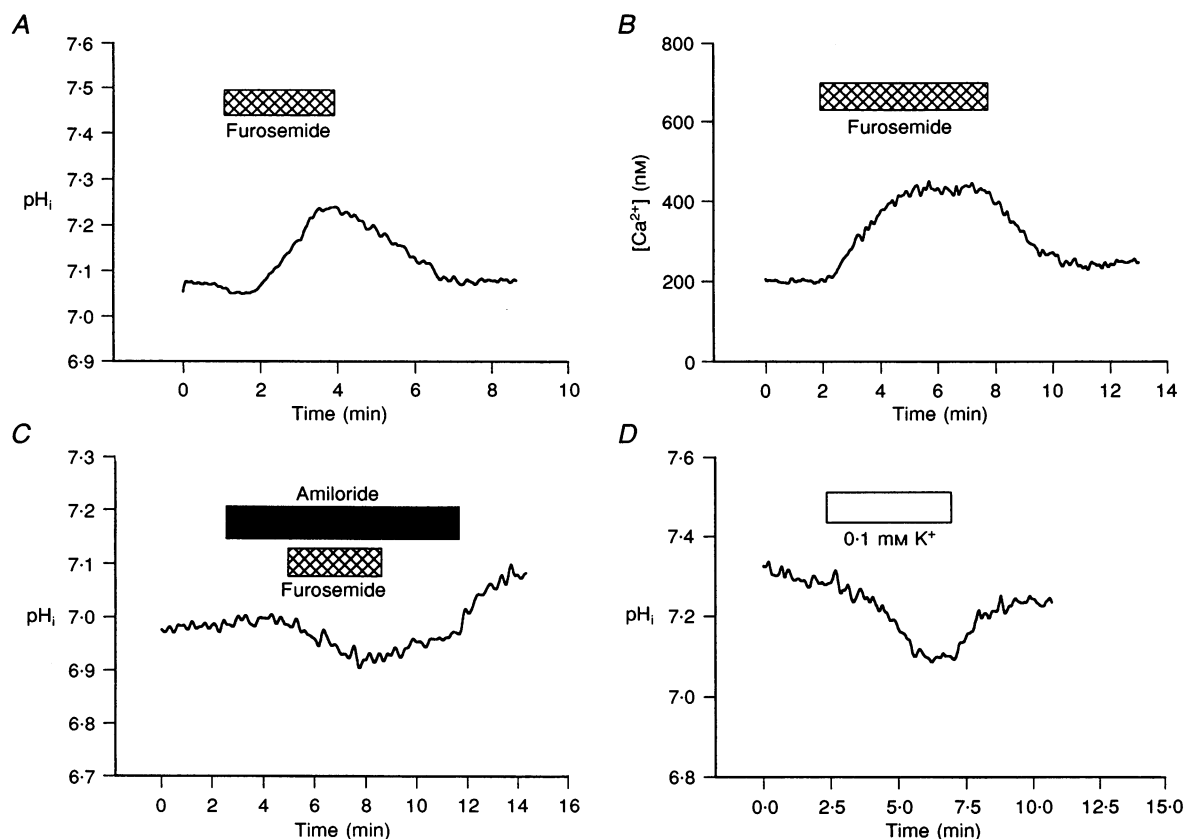 A
7·6
7·5
7·4
7·3
7·2
7·1
7·0
6·9
pHi
Furosemide
0 2 4 6 8 10
Time (min)
B
800
600
400
200
0
[Ca²⁺] (nM)
Furosemide
0 2 4 6 8 10 12 14
Time (min)
C
7·3
7·2
7·1
7·0
6·9
6·8
6·7
pHi
Amiloride
Furosemide
0 2 4 6 8 10 12 14 16
Time (min)
D
7·6
7·4
7·2
7·0
6·8
pHi
0·1 mM K⁺
0·0 2·5 5·0 7·5 10·0 12·5 15·0
Time (min)